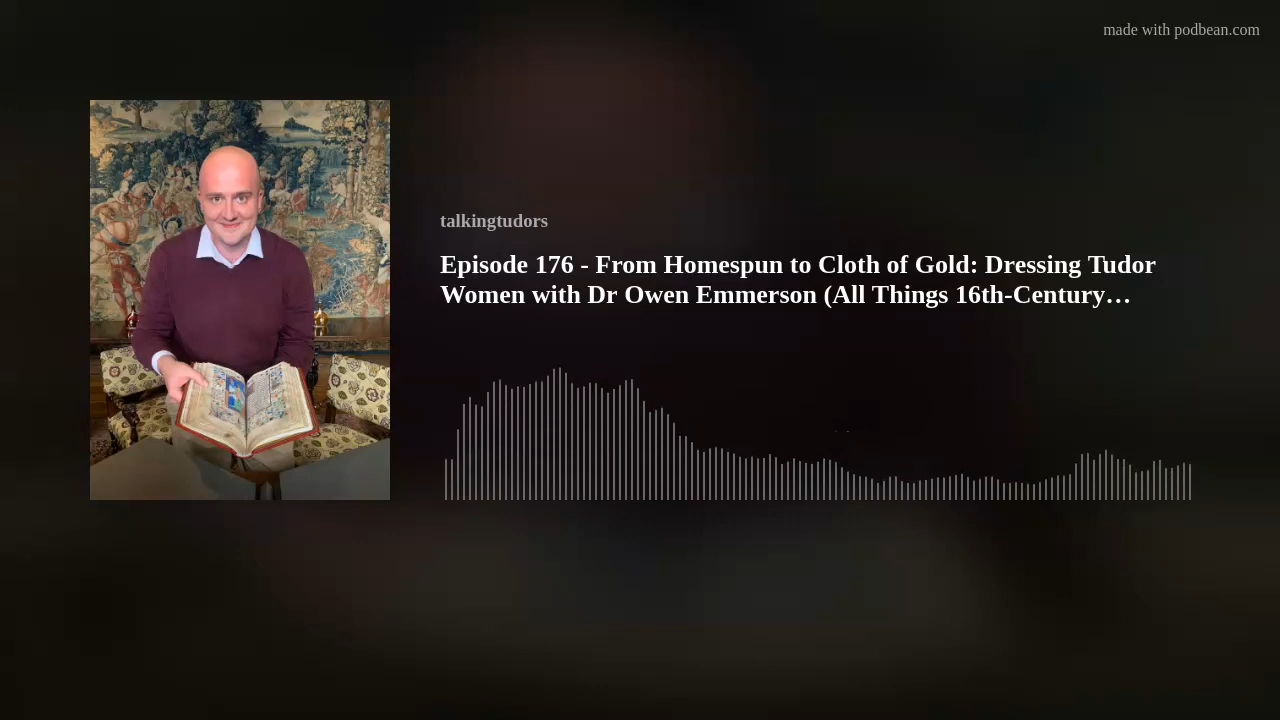 made with podbean.com
talkingtudors
Episode 176 - From Homespun to Cloth of Gold: Dressing Tudor
Women with Dr Owen Emmerson (All Things 16th-Century…